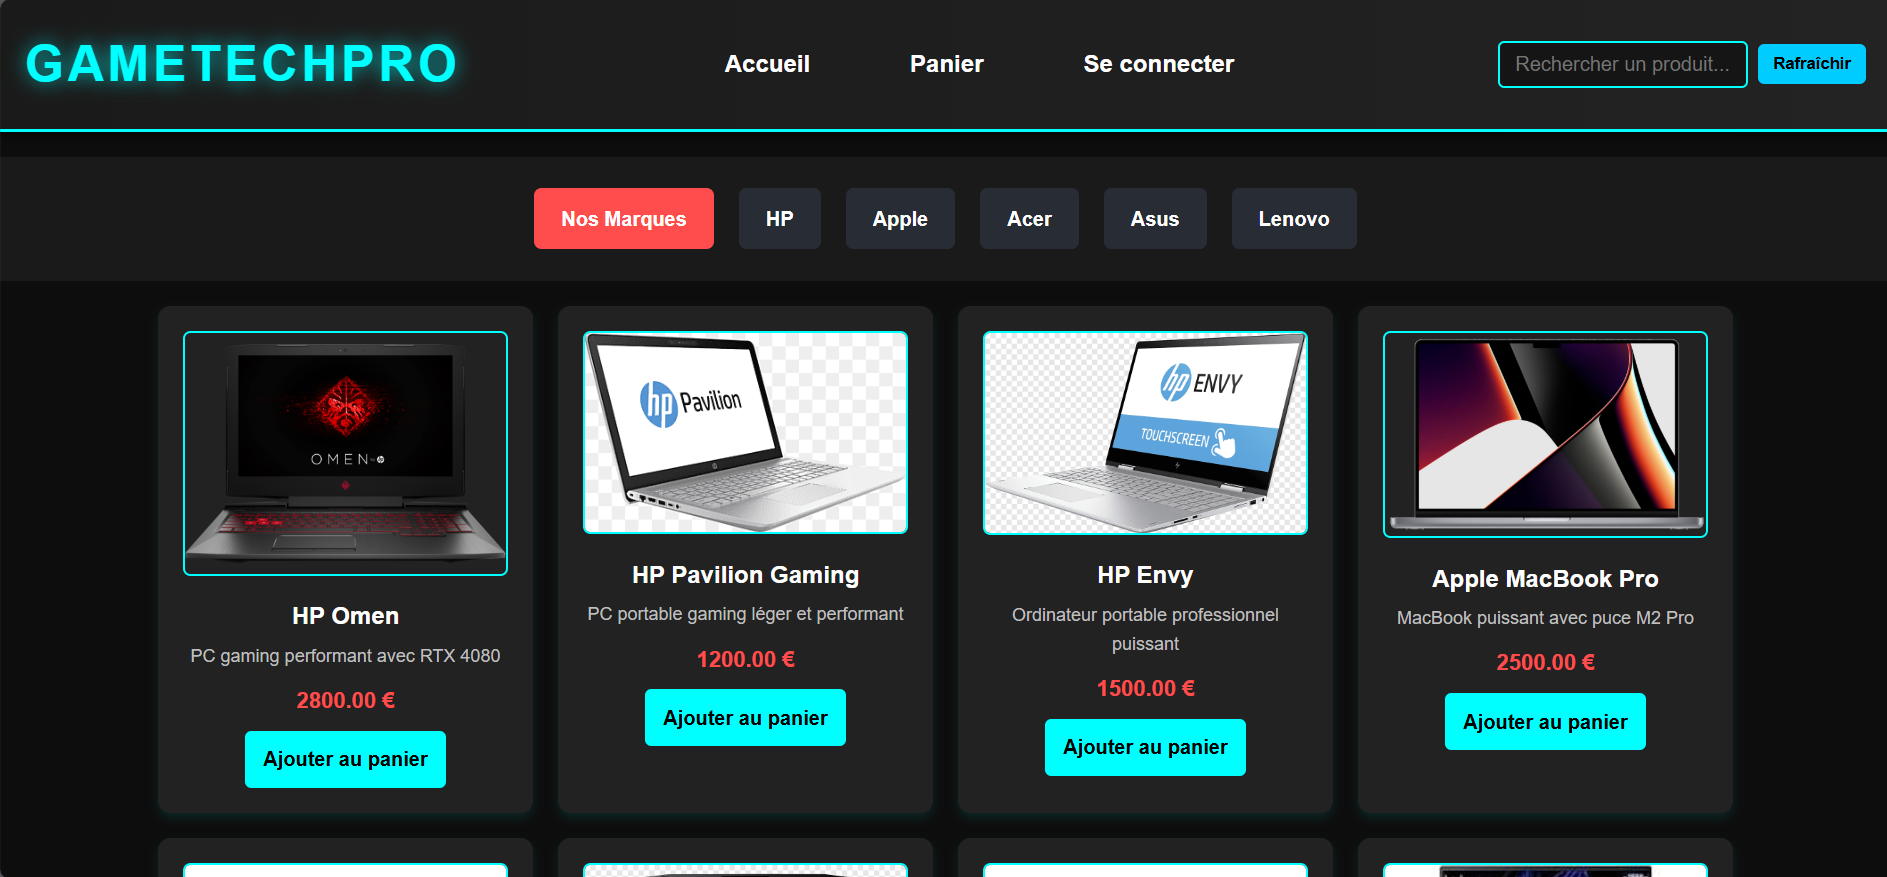 GAMETECHPRO
Accueil
Panier
Se connecter
Rechercher un produit...
Rafraîchir
Nos Marques
HP
Apple
Acer
Asus
Lenovo
OMEN by hp
hp Pavilion
hp ENVY
TOUCHSCREEN
HP Omen
PC gaming performant avec RTX 4080
2800.00 €
Ajouter au panier
HP Pavilion Gaming
PC portable gaming léger et performant
1200.00 €
Ajouter au panier
HP Envy
Ordinateur portable professionnel
puissant
1500.00 €
Ajouter au panier
Apple MacBook Pro
MacBook puissant avec puce M2 Pro
2500.00 €
Ajouter au panier